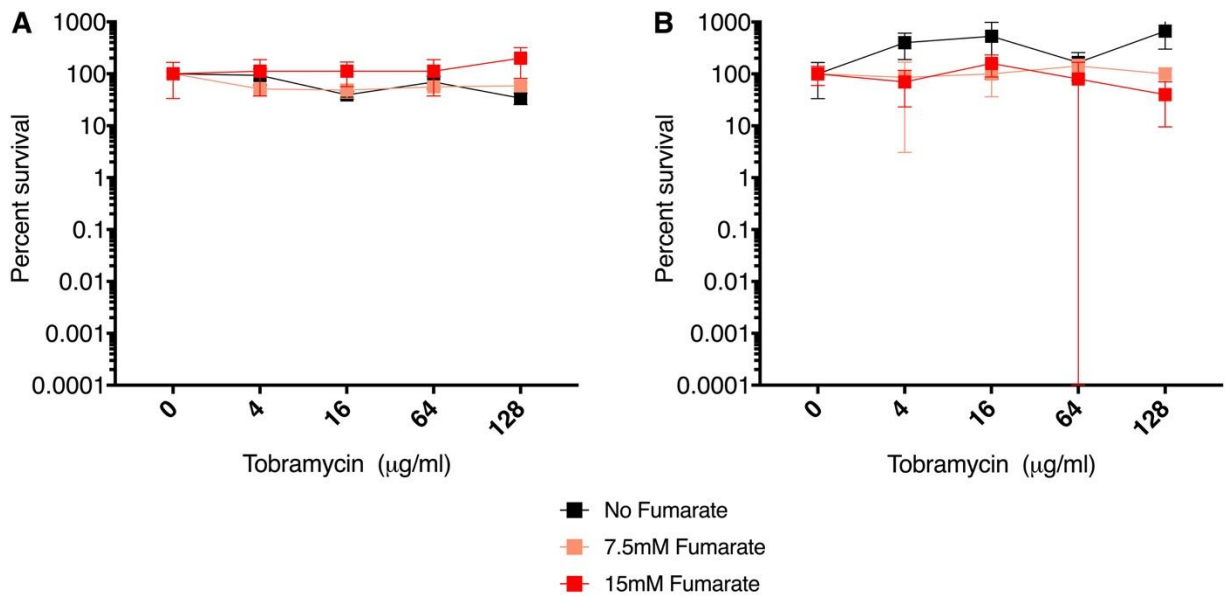 A
Percent survival
1000
100
10
1
0.1
0.01
0.001
0.0001
0
4
16
64
128
Tobramycin (μg/ml)
B
Percent survival
1000
100
10
1
0.1
0.01
0.001
0.0001
0
4
16
64
128
Tobramycin (μg/ml)
No Fumarate
7.5mM Fumarate
15mM Fumarate